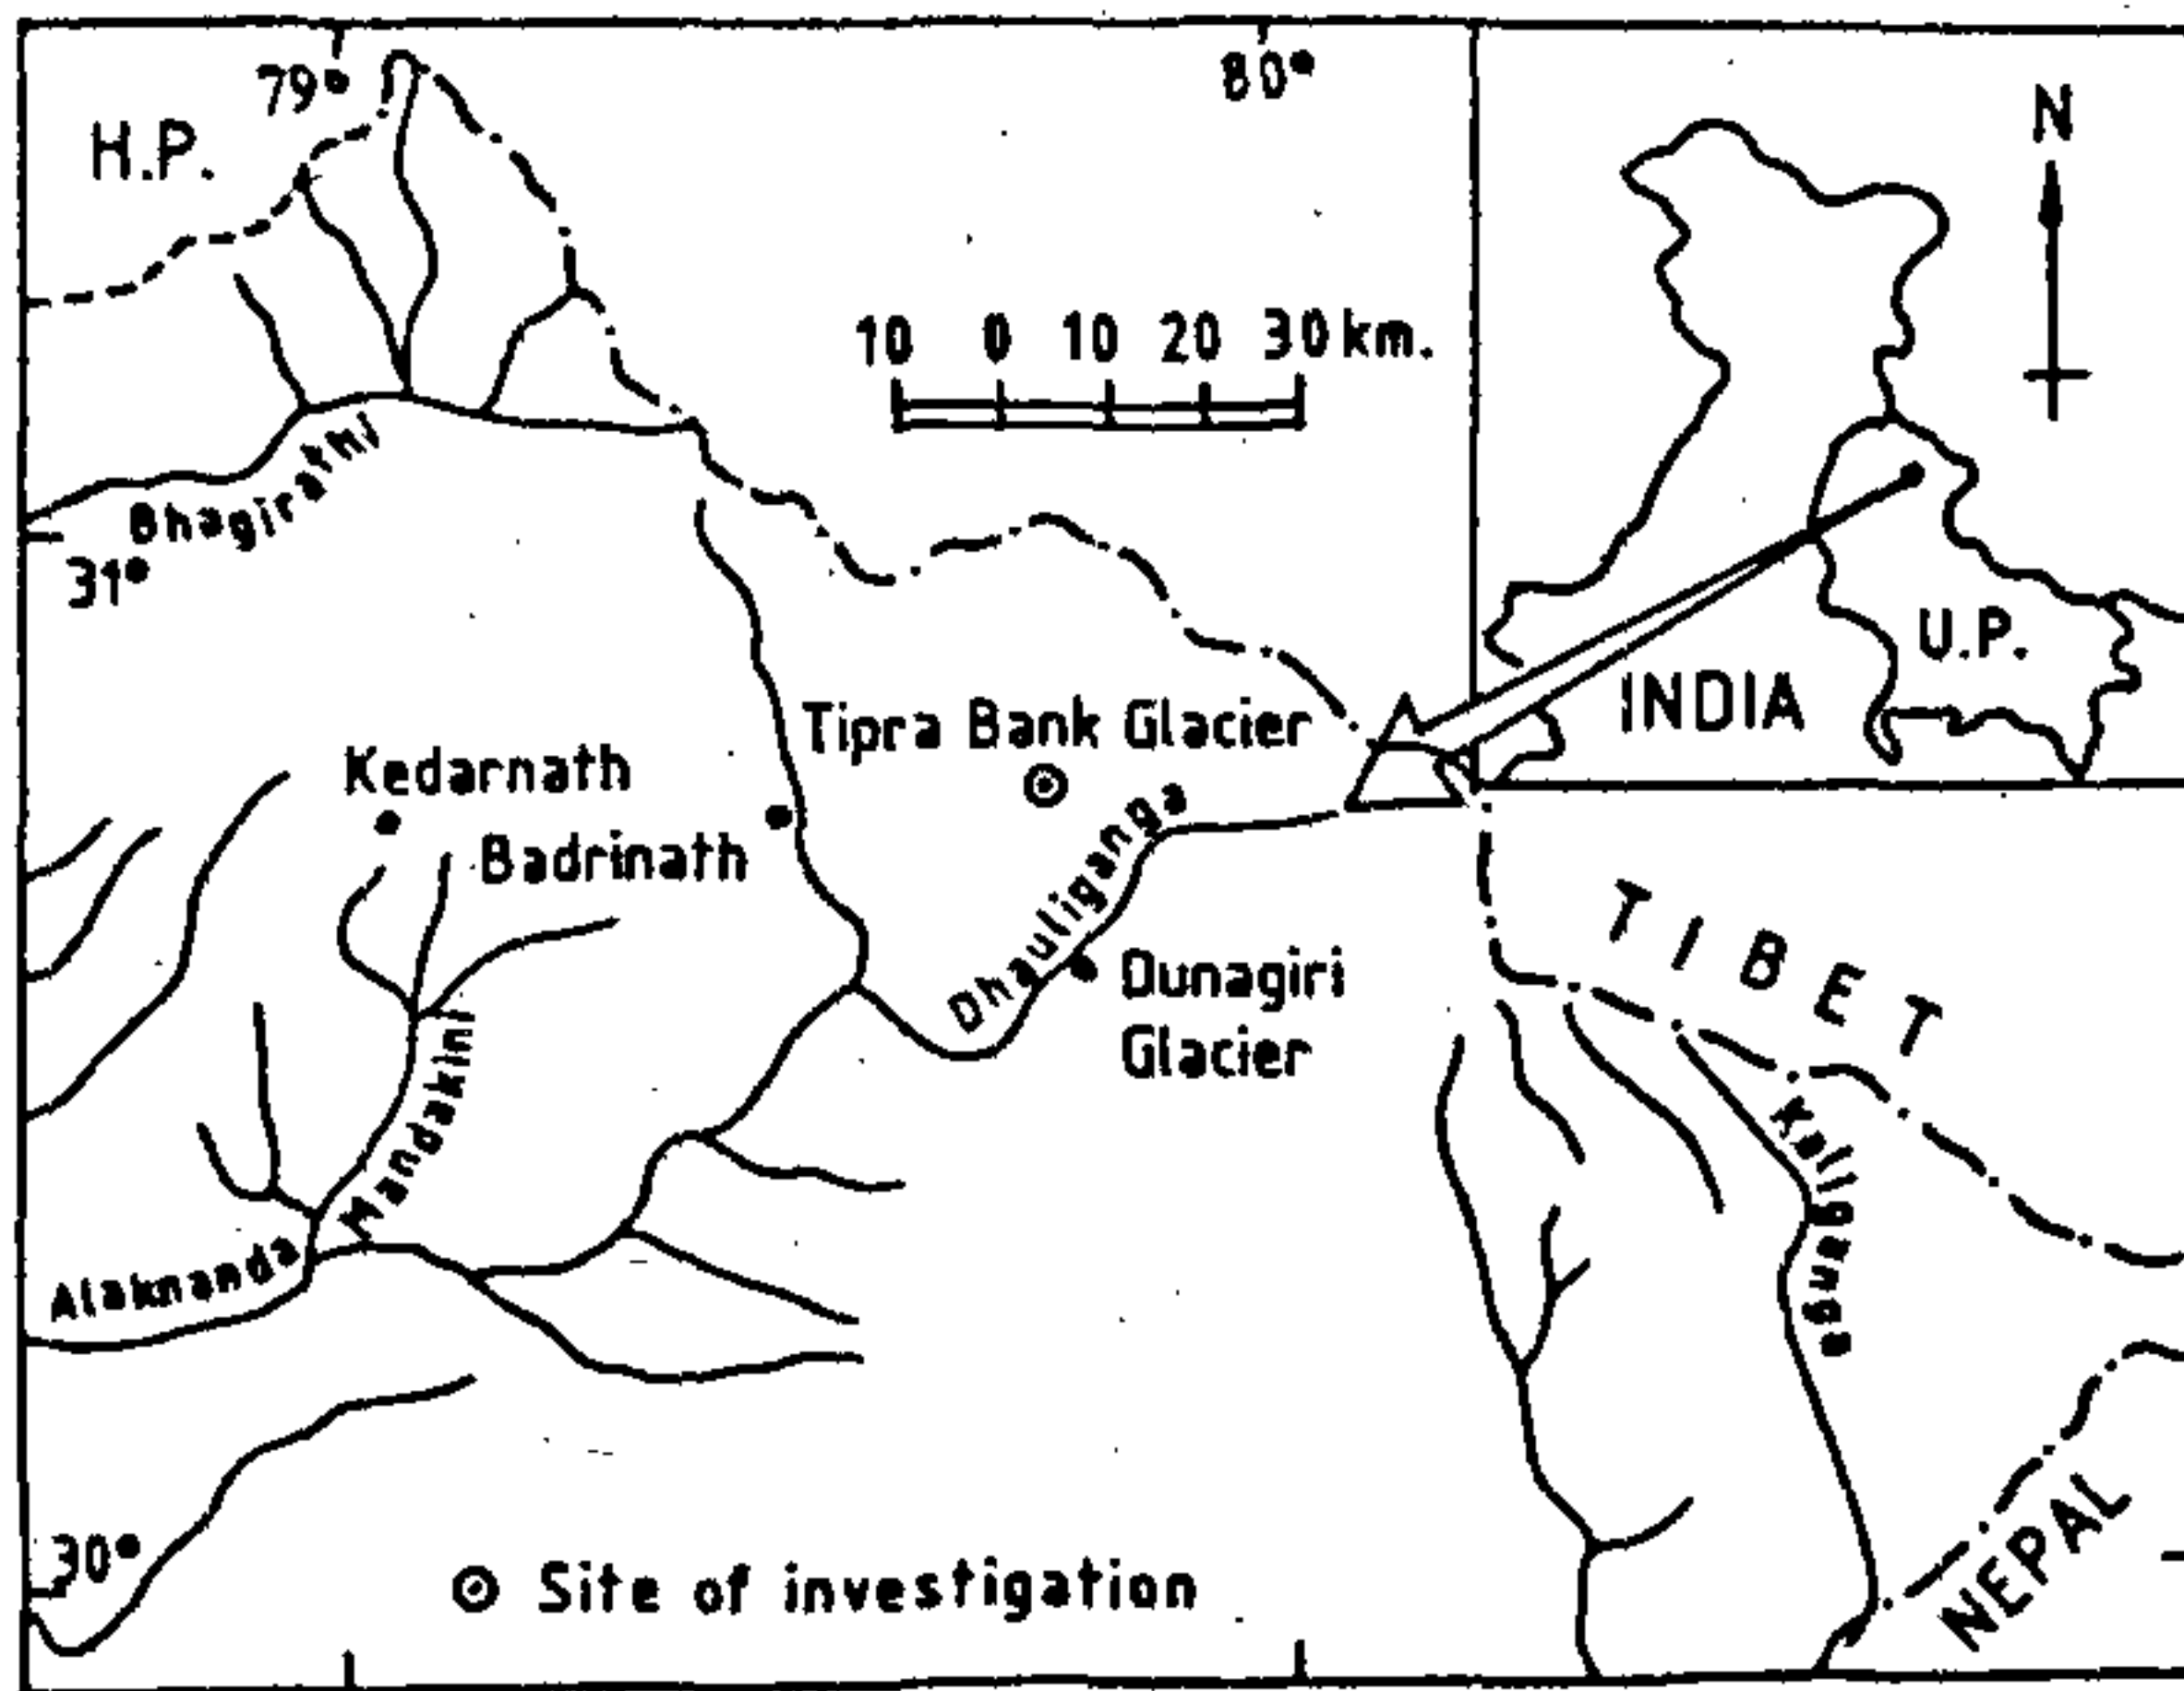 79°
80°
H.P.
N
10 0 10 20 30 km.
Bhagirathi
31°
U.P.
INDIA
Tipra Bank Glacier
Kedarnath
Badrinath
Dhauliganga
Dunagiri
Glacier
TIBET
Mandakini
Kaliganga
Alaknanda
30°
Site of investigation
NEPAL